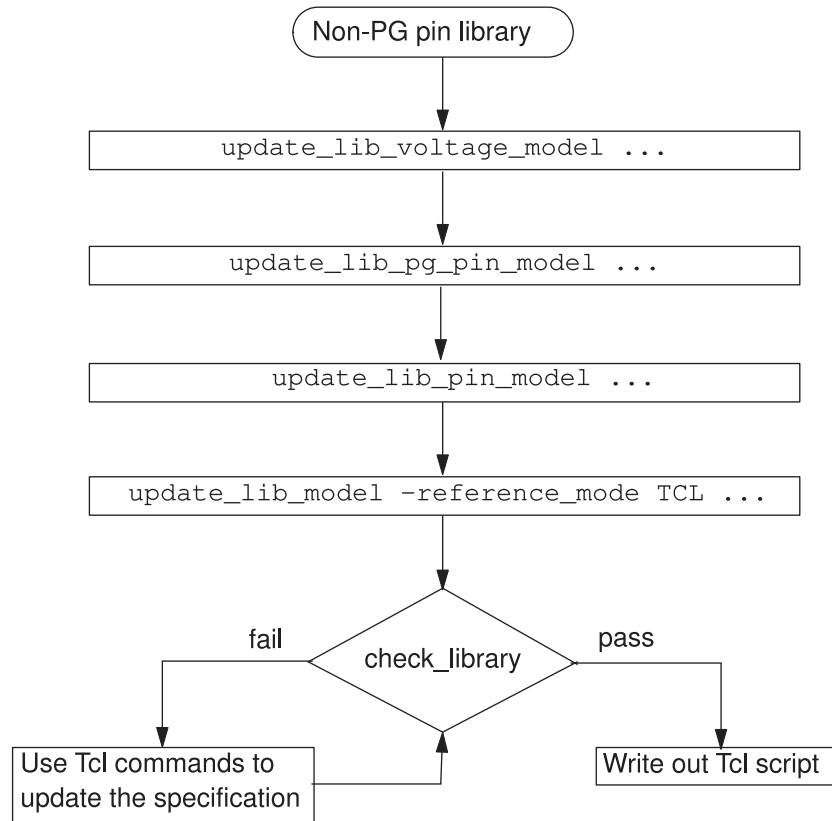 Non-PG pin library
update_lib_voltage_model ...
update_lib_pg_pin_model ...
update_lib_pin_model ...
update_lib_model –reference_mode TCL ...
fail
pass
check_library
Use Tcl commands to
update the specification
Write out Tcl script